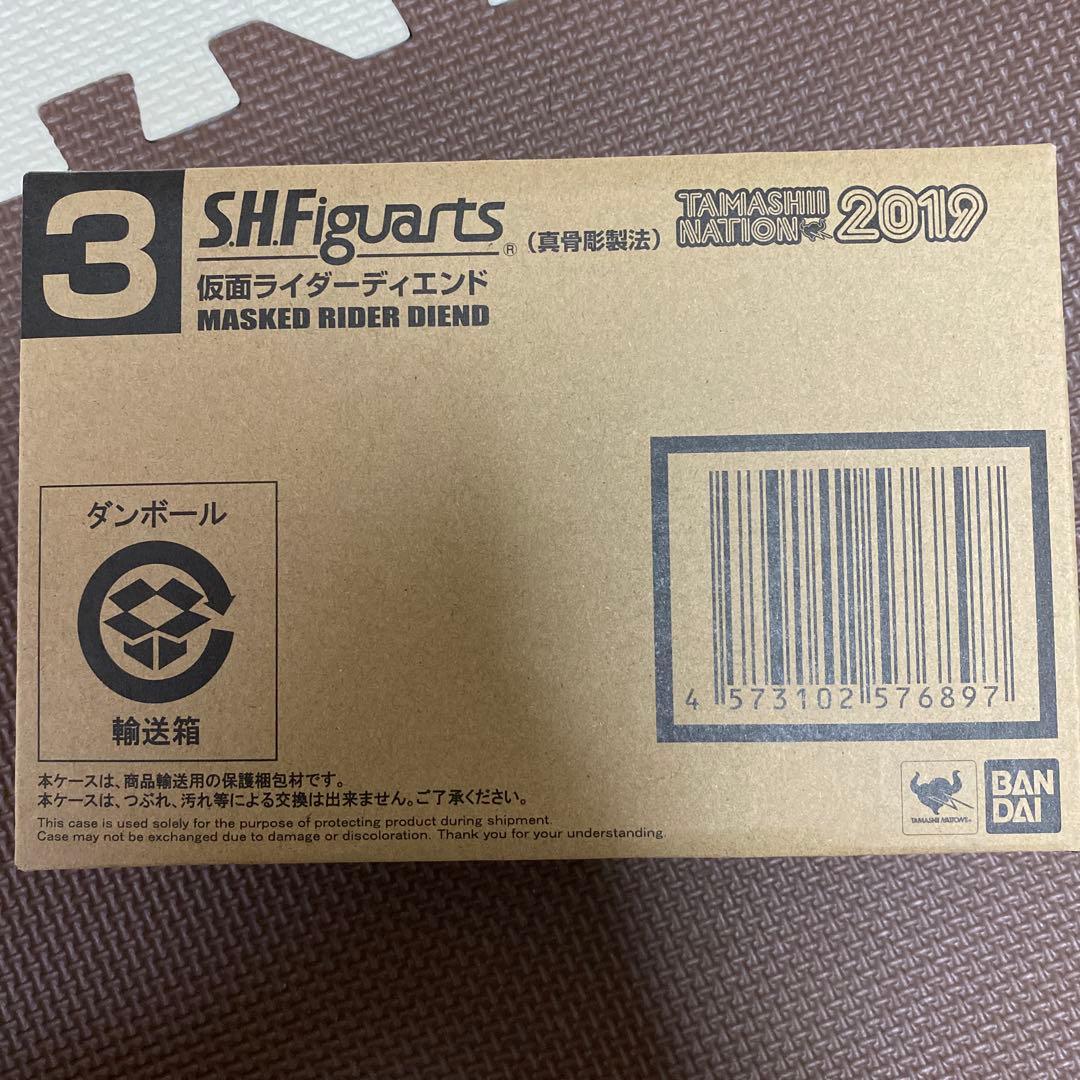 3
S.H.Figuarts®
(真骨彫製法)
TAMASHII
NATION
2019
仮面ライダーディエンド
MASKED RIDER DIEND
ダンボール
輸送箱
4 573102 576897
本ケースは、商品輸送用の保護梱包材です。
本ケースは、つぶれ、汚れ等による交換は出来ません。ご了承ください。
This case is used solely for the purpose of protecting product during shipment.
Case may not be exchanged due to damage or discoloration. Thank you for your understanding.
TAMASHII NATIONS
BAN
DAI